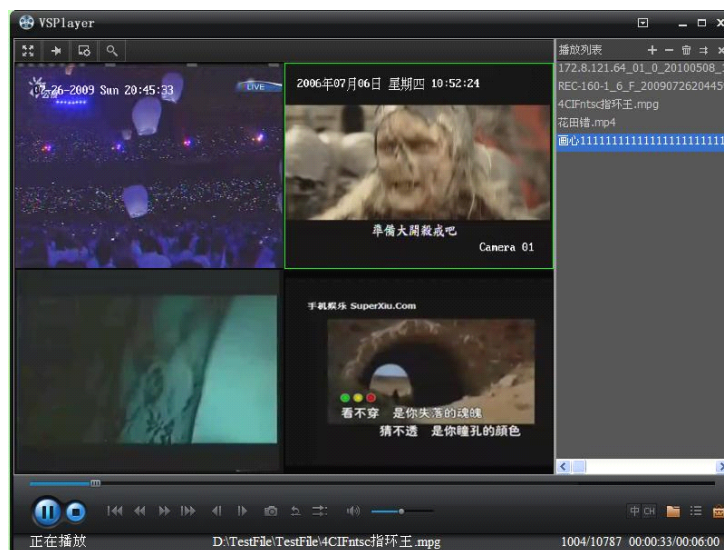 VSPlayer
播放列表
172.8.121.64_01_0_20100508_
REC-160-1_6_F_2009072620445
4CIFntsc指环王.mpg
花田错.mp4
画心11111111111111111111111
07-26-2009 Sun 20:45:33
LIVE
2006年07月06日 星期四 10:52:24
準備大開殺戒吧
Camera 01
手机娱乐 SuperXiu.Com
看不穿 是你失落的魂魄
猜不透 是你瞳孔的顔色
中 CH
正在播放
D:\TestFile\TestFile\4CIFntsc指环王.mpg
1004/10787 00:00:33/00:06:00